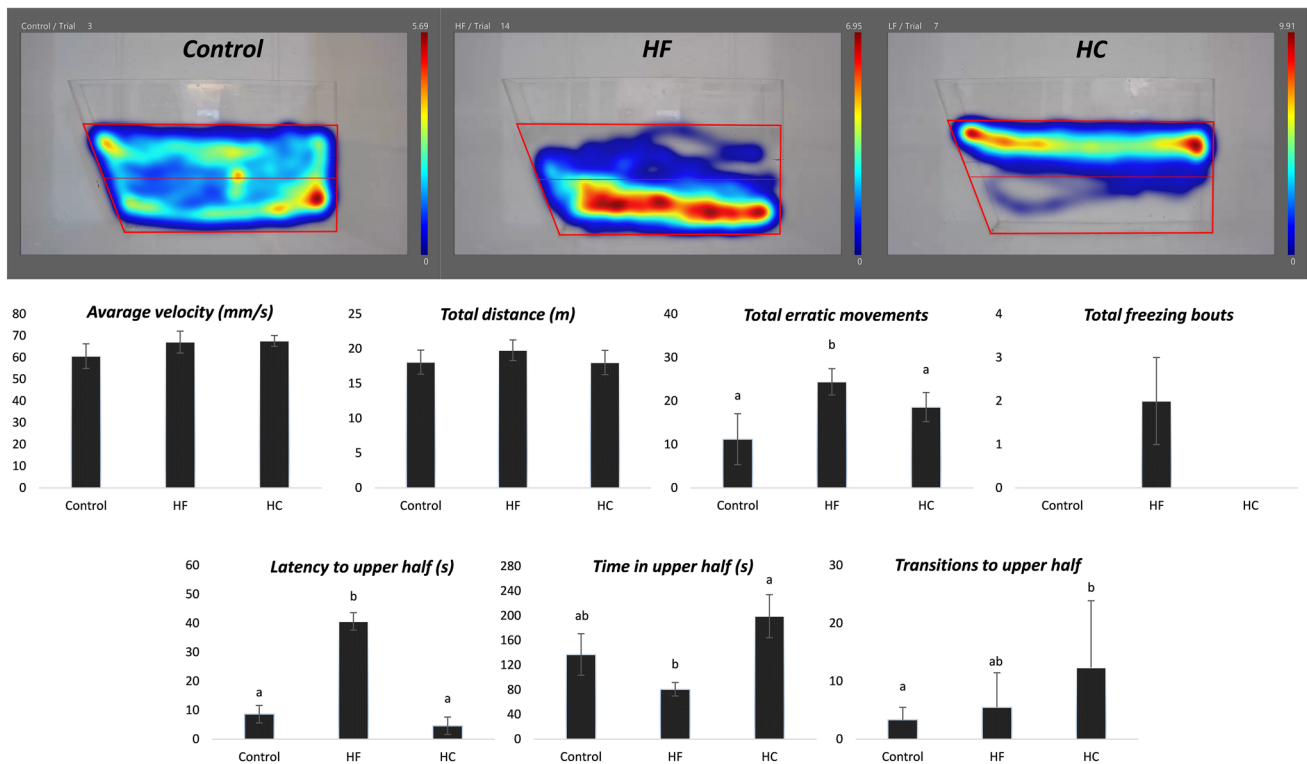 Control / Trial 3 5.69
HF / Trial 14 6.95
LF / Trial 7 9.91
Control
HF
HC
0
0
0
Avarage velocity (mm/s)
80
70
60
50
40
30
20
10
0
Control HF HC
Total distance (m)
25
20
15
10
5
0
Control HF HC
Total erratic movements
40
30
20
10
0
a
b
a
Control HF HC
Total freezing bouts
4
3
2
1
0
Control HF HC
Latency to upper half (s)
60
50
40
30
20
10
0
a
b
a
Control HF HC
Time in upper half (s)
280
240
200
160
120
80
40
0
ab
b
a
Control HF HC
Transitions to upper half
30
20
10
0
a
ab
b
Control HF HC